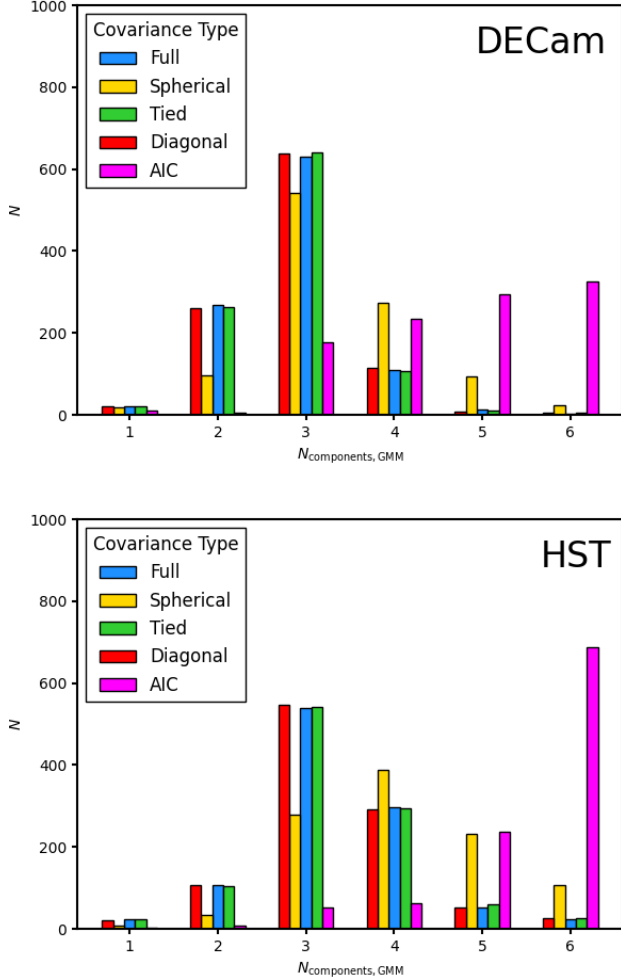 1000
800
600
400
200
0
N
Covariance Type
Full
Spherical
Tied
Diagonal
AIC
DECam
1 2 3 4 5 6
N components, GMM
1000
800
600
400
200
0
N
Covariance Type
Full
Spherical
Tied
Diagonal
AIC
HST
1 2 3 4 5 6
N components, GMM